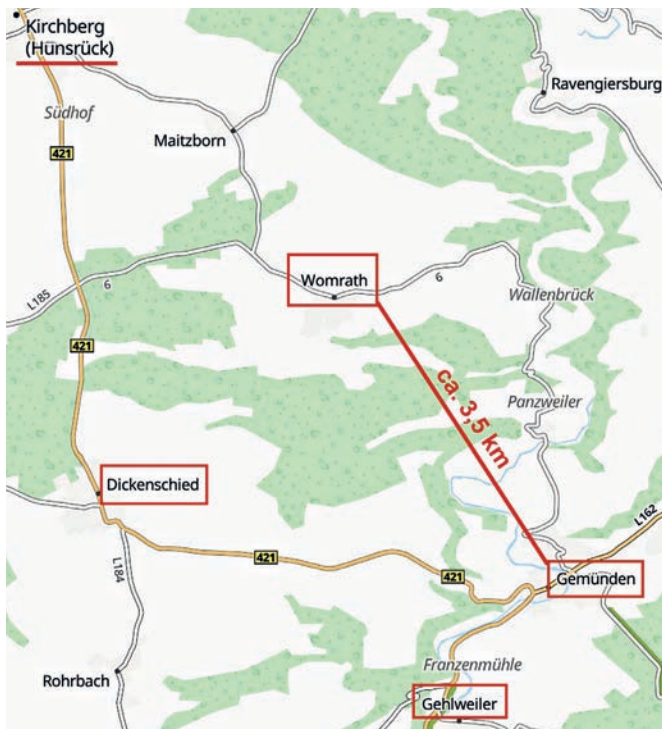 Kirchberg
(Hunsrück)
Südhof
Ravengiersburg
421
Maitzborn
Womrath
L185
6
6
Wallenbrück
421
ca. 3,5 km
Panzweiler
Dickenschied
L162
L184
421
421
Gemünden
Franzenmühle
Rohrbach
Gehlweiler